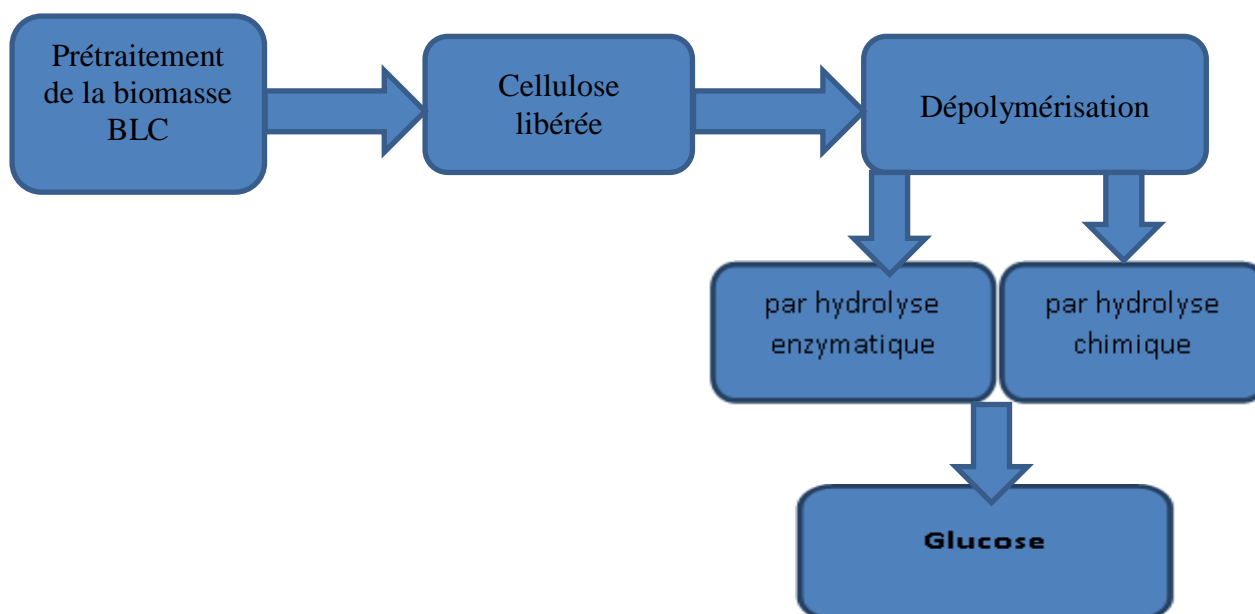 Prétraitement
de la biomasse
BLC
Cellulose
libérée
Dépolymérisation
par hydrolyse
enzymatique
par hydrolyse
chimique
Glucose